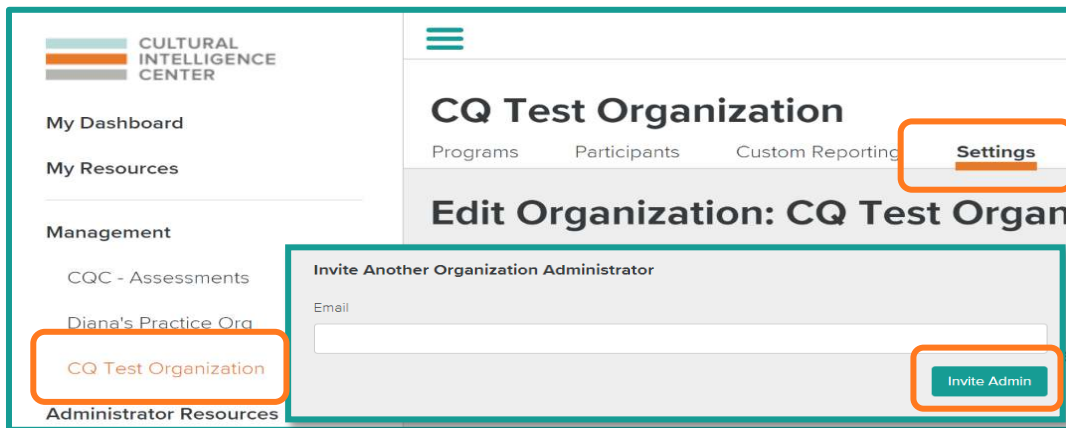 CULTURAL
INTELLIGENCE
CENTER
My Dashboard
My Resources
Management
CQC - Assessments
Diana's Practice Org
CQ Test Organization
Administrator Resources
CQ Test Organization
Programs Participants Custom Reporting Settings
Edit Organization: CQ Test Organ
Invite Another Organization Administrator
Email
Invite Admin